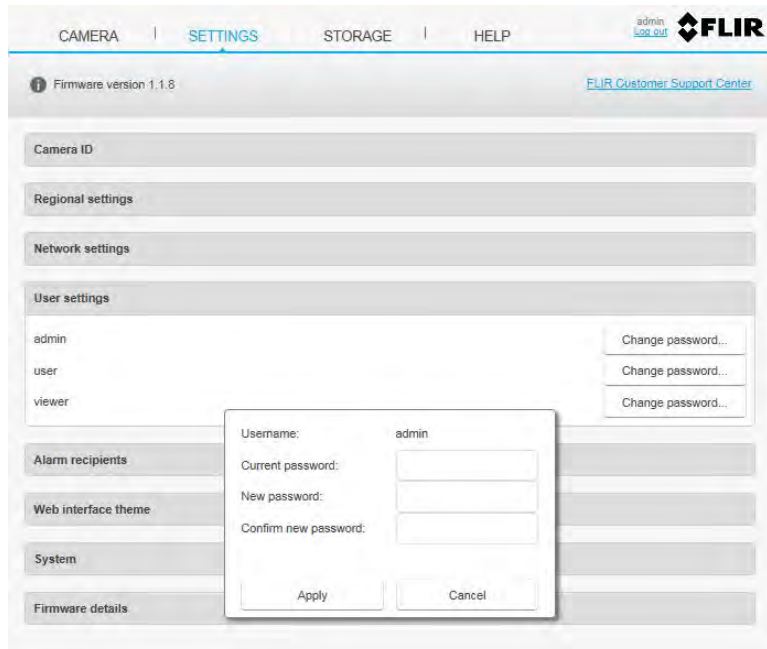 CAMERA | SETTINGS STORAGE | HELP
admin
Log out
FLIR
Firmware version 1.1.8
FLIR Customer Support Center
Camera ID
Regional settings
Network settings
User settings
admin Change password...
user Change password...
viewer Change password...
Username: admin
Current password:
New password:
Confirm new password:
Apply Cancel
Alarm recipients
Web interface theme
System
Firmware details